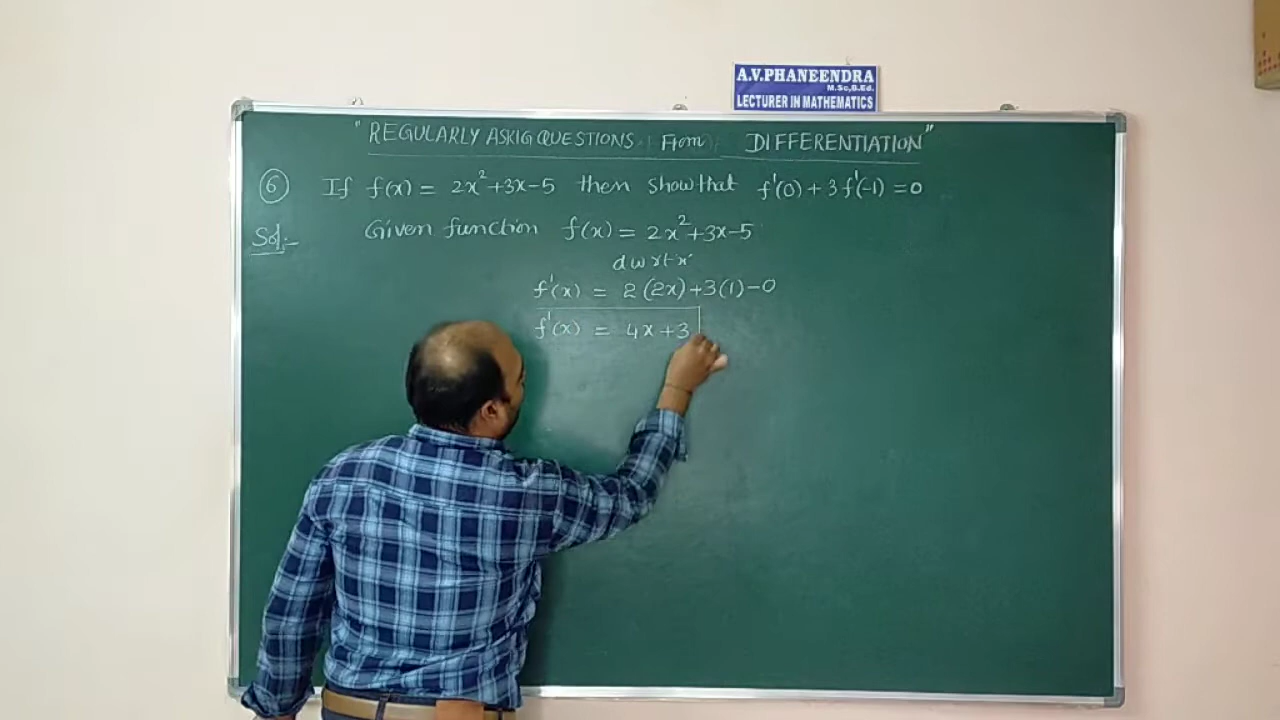 A.V.PHANEENDRA
M.Sc,B.Ed.
LECTURER IN MATHEMATICS
"REGULARLY ASKIG QUESTIONS From DIFFERENTIATION"
6 If f(x) = 2x²+3x-5 then show that f'(0)+3f'(-1)=0
Sol:- Given function f(x) = 2x²+3x-5
d w r t x
f'(x) = 2(2x)+3(1)-0
f'(x) = 4x+3